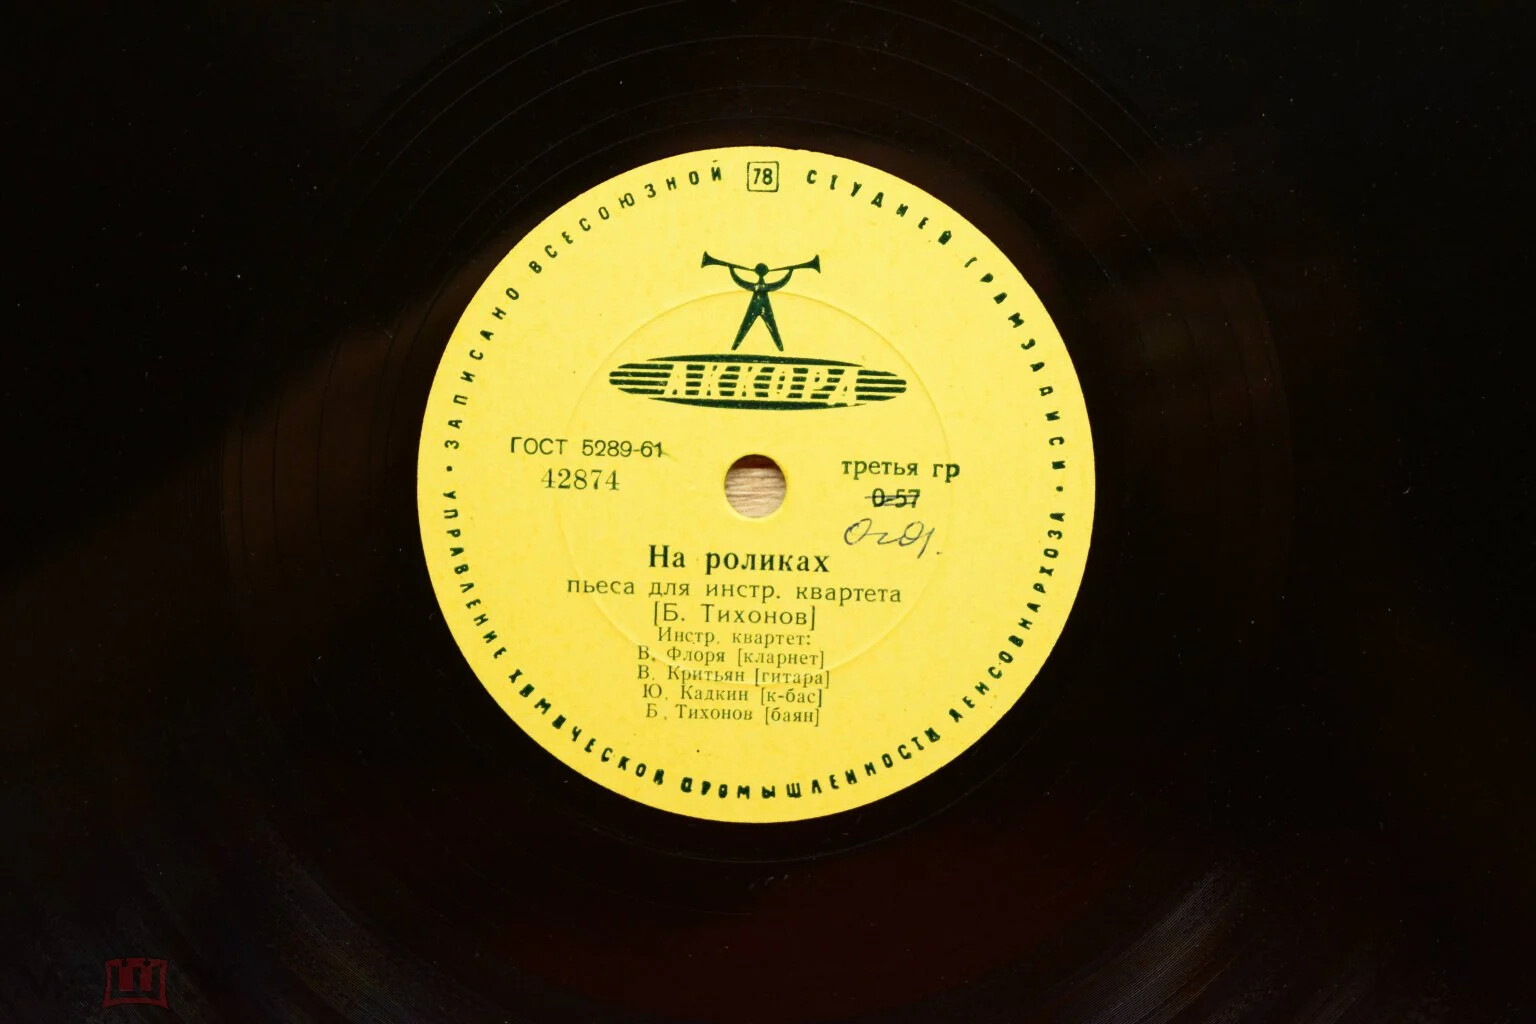 ЗАПИСАНО ВСЕСОЮЗНОЙ 78 СТУДИЕЙ ГРАМЗАПИСИ •
АККОРД
ГОСТ 5289-61
42874
третья гр
0-57
На роликах
пьеса для инстр. квартета
[Б. Тихонов]
Инстр. квартет:
В. Флоря [кларнет]
В. Критьян [гитара]
Ю. Кадкин [к-бас]
Б. Тихонов [баян]
УПРАВЛЕНИЕ ХИМИЧЕСКОЙ ПРОМЫШЛЕННОСТИ ЛЕНСОВНАРХОЗА •